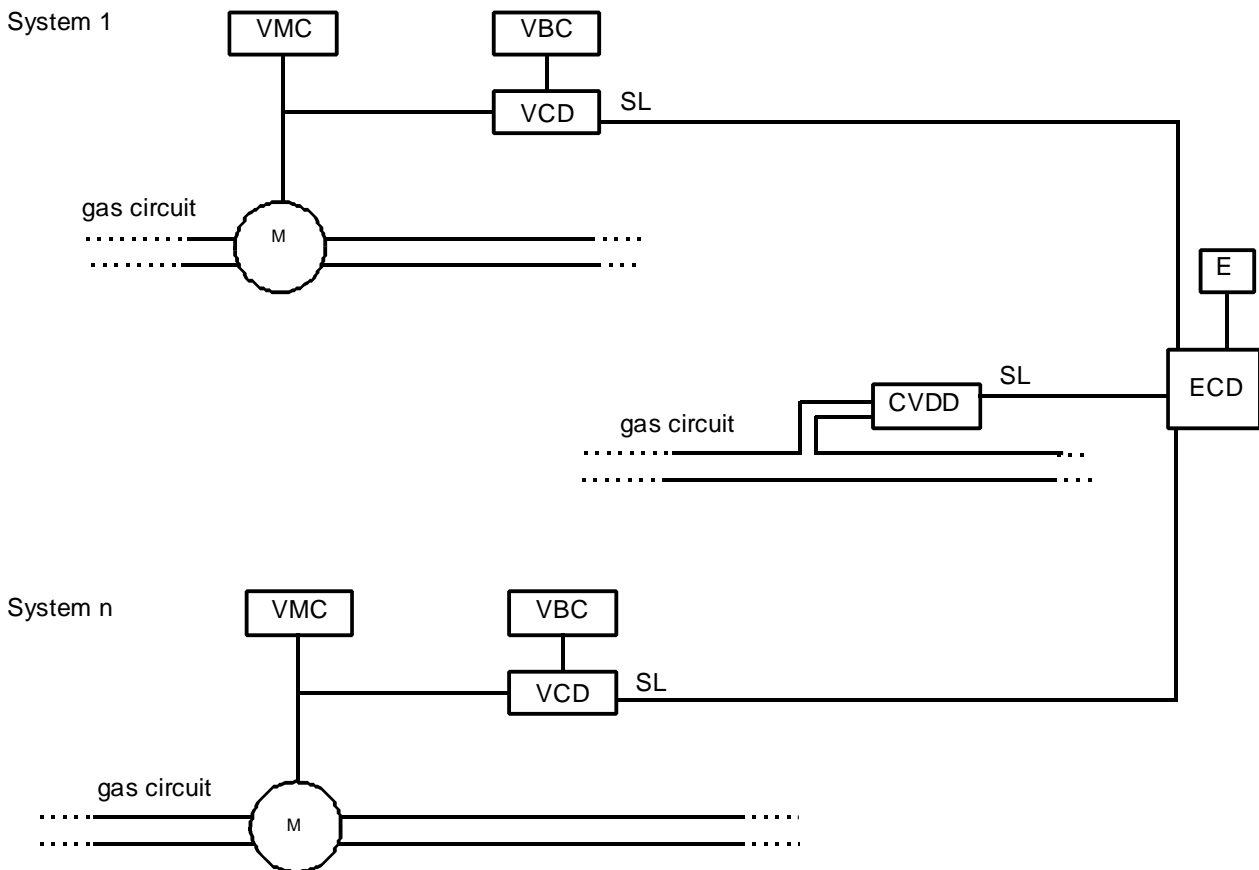 System 1
VMC
VBC
VCD
SL
gas circuit
M
E
SL
CVDD
ECD
gas circuit
System n
VMC
VBC
VCD
SL
gas circuit
M